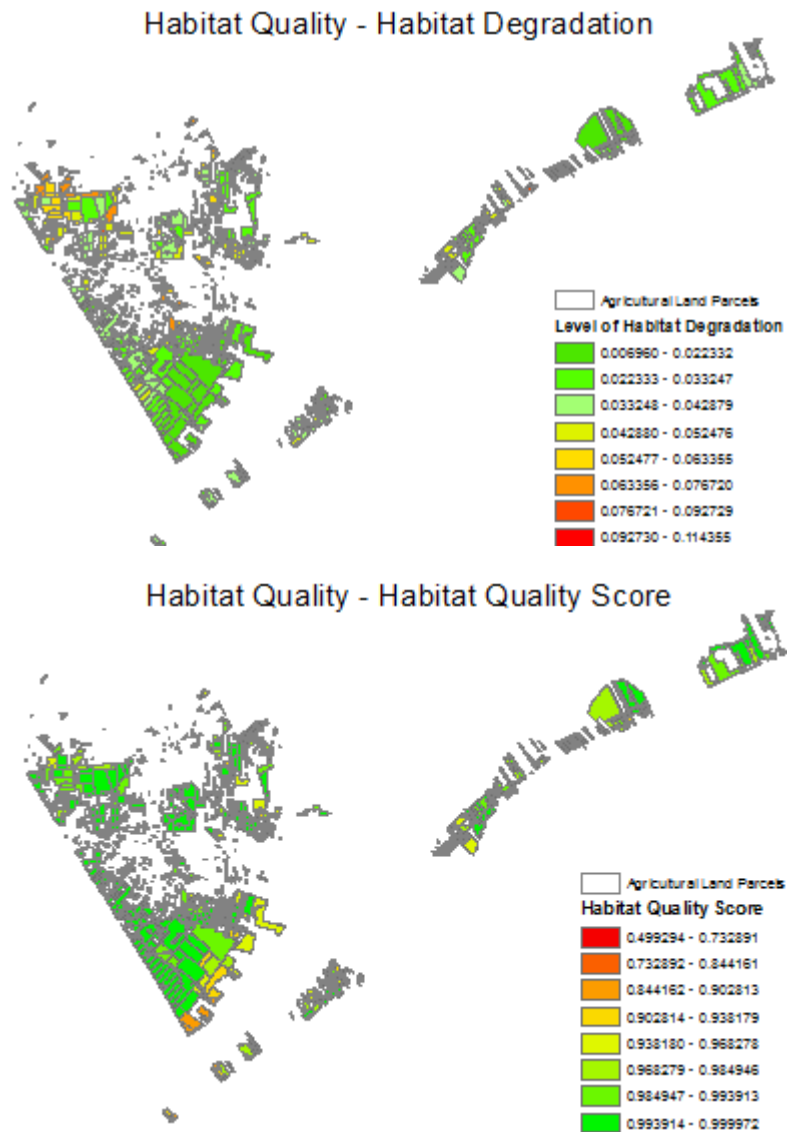 Habitat Quality - Habitat Degradation
Agricultural Land Parcels
Level of Habitat Degradation
0.006960 - 0.022332
0.022333 - 0.033247
0.033248 - 0.042879
0.042880 - 0.052476
0.052477 - 0.063355
0.063356 - 0.076720
0.076721 - 0.092729
0.092730 - 0.114355
Habitat Quality - Habitat Quality Score
Agricultural Land Parcels
Habitat Quality Score
0.499294 - 0.732891
0.732892 - 0.844161
0.844162 - 0.902813
0.902814 - 0.938179
0.938180 - 0.968278
0.968279 - 0.984946
0.984947 - 0.993913
0.993914 - 0.999972